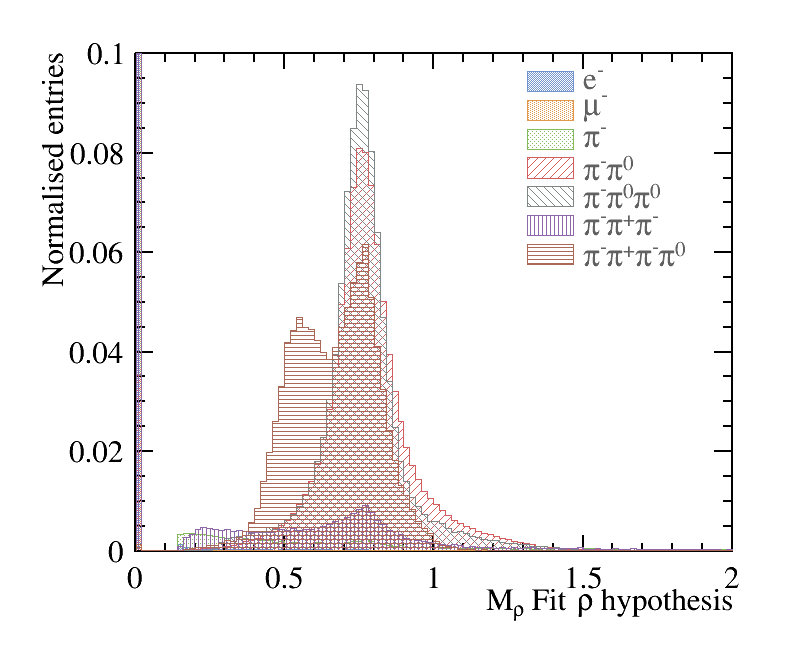 Normalised entries
0.1
0.08
0.06
0.04
0.02
0
e⁻
μ⁻
π⁻
π⁻π⁰
π⁻π⁰π⁰
π⁻π⁺π⁻
π⁻π⁺π⁻π⁰
0 0.5 1 1.5 2
M_ρ Fit ρ hypothesis